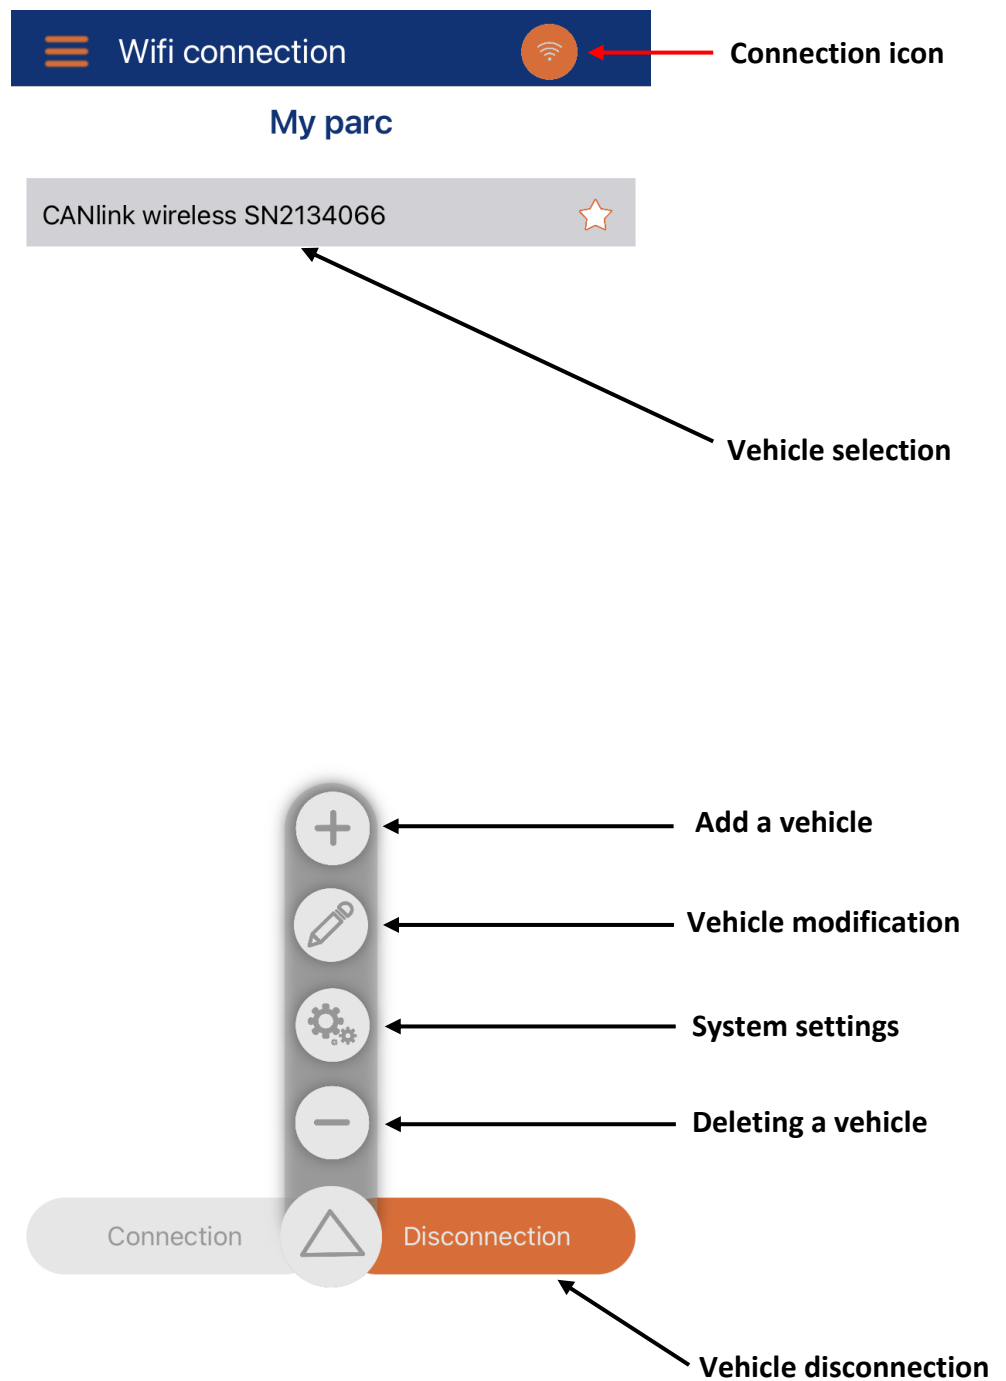 Wifi connection
Connection icon
My parc
CANlink wireless SN2134066
Vehicle selection
Add a vehicle
Vehicle modification
System settings
Deleting a vehicle
Connection
Disconnection
Vehicle disconnection